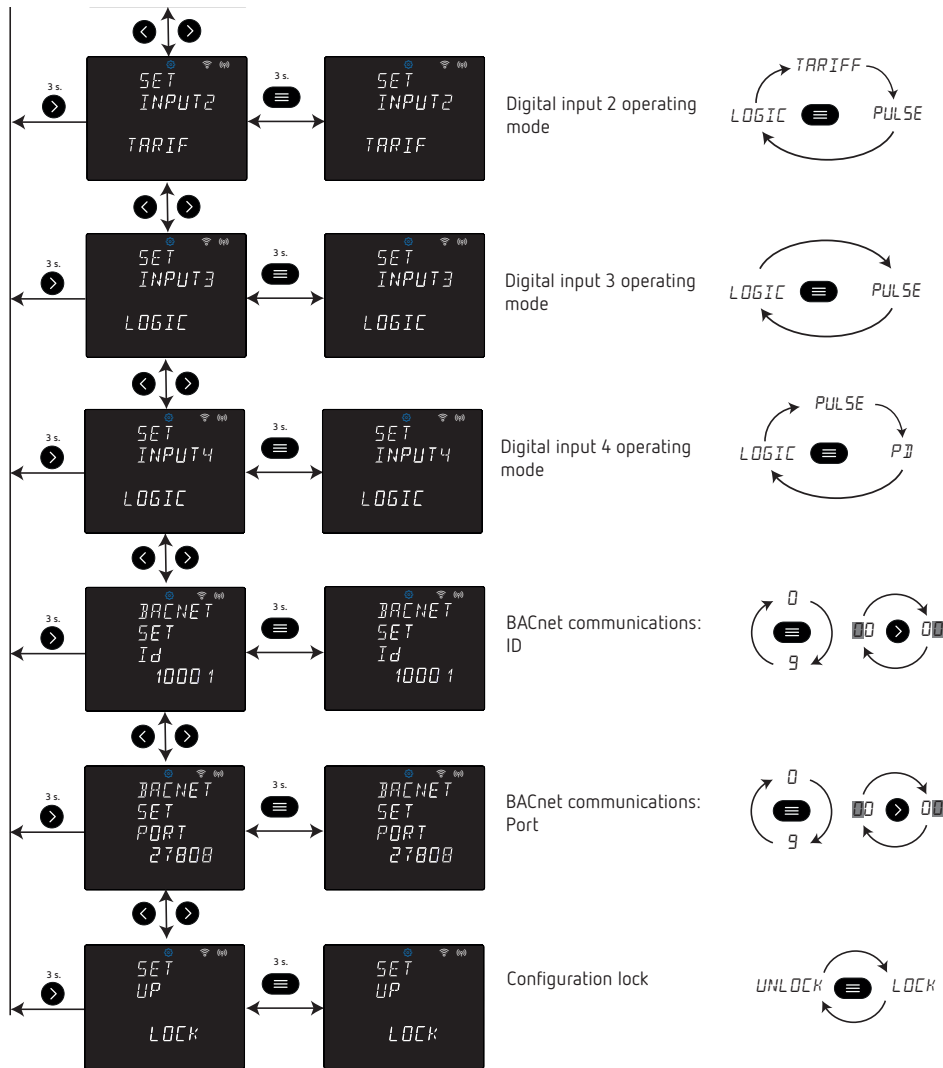 3 s.
SET
INPUT2
TARIF
3 s.
SET
INPUT2
TARIF
Digital input 2 operating
mode
TARIFF
LOGIC
PULSE
3 s.
SET
INPUT3
LOGIC
3 s.
SET
INPUT3
LOGIC
Digital input 3 operating
mode
LOGIC
PULSE
3 s.
SET
INPUT4
LOGIC
3 s.
SET
INPUT4
LOGIC
Digital input 4 operating
mode
PULSE
LOGIC
PD
3 s.
BACNET
SET
Id
10001
3 s.
BACNET
SET
Id
10001
BACnet communications:
ID
0
9
00
00
3 s.
BACNET
SET
PORT
27808
3 s.
BACNET
SET
PORT
27808
BACnet communications:
Port
0
9
00
00
3 s.
SET
UP
LOCK
3 s.
SET
UP
LOCK
Configuration lock
UNLOCK
LOCK